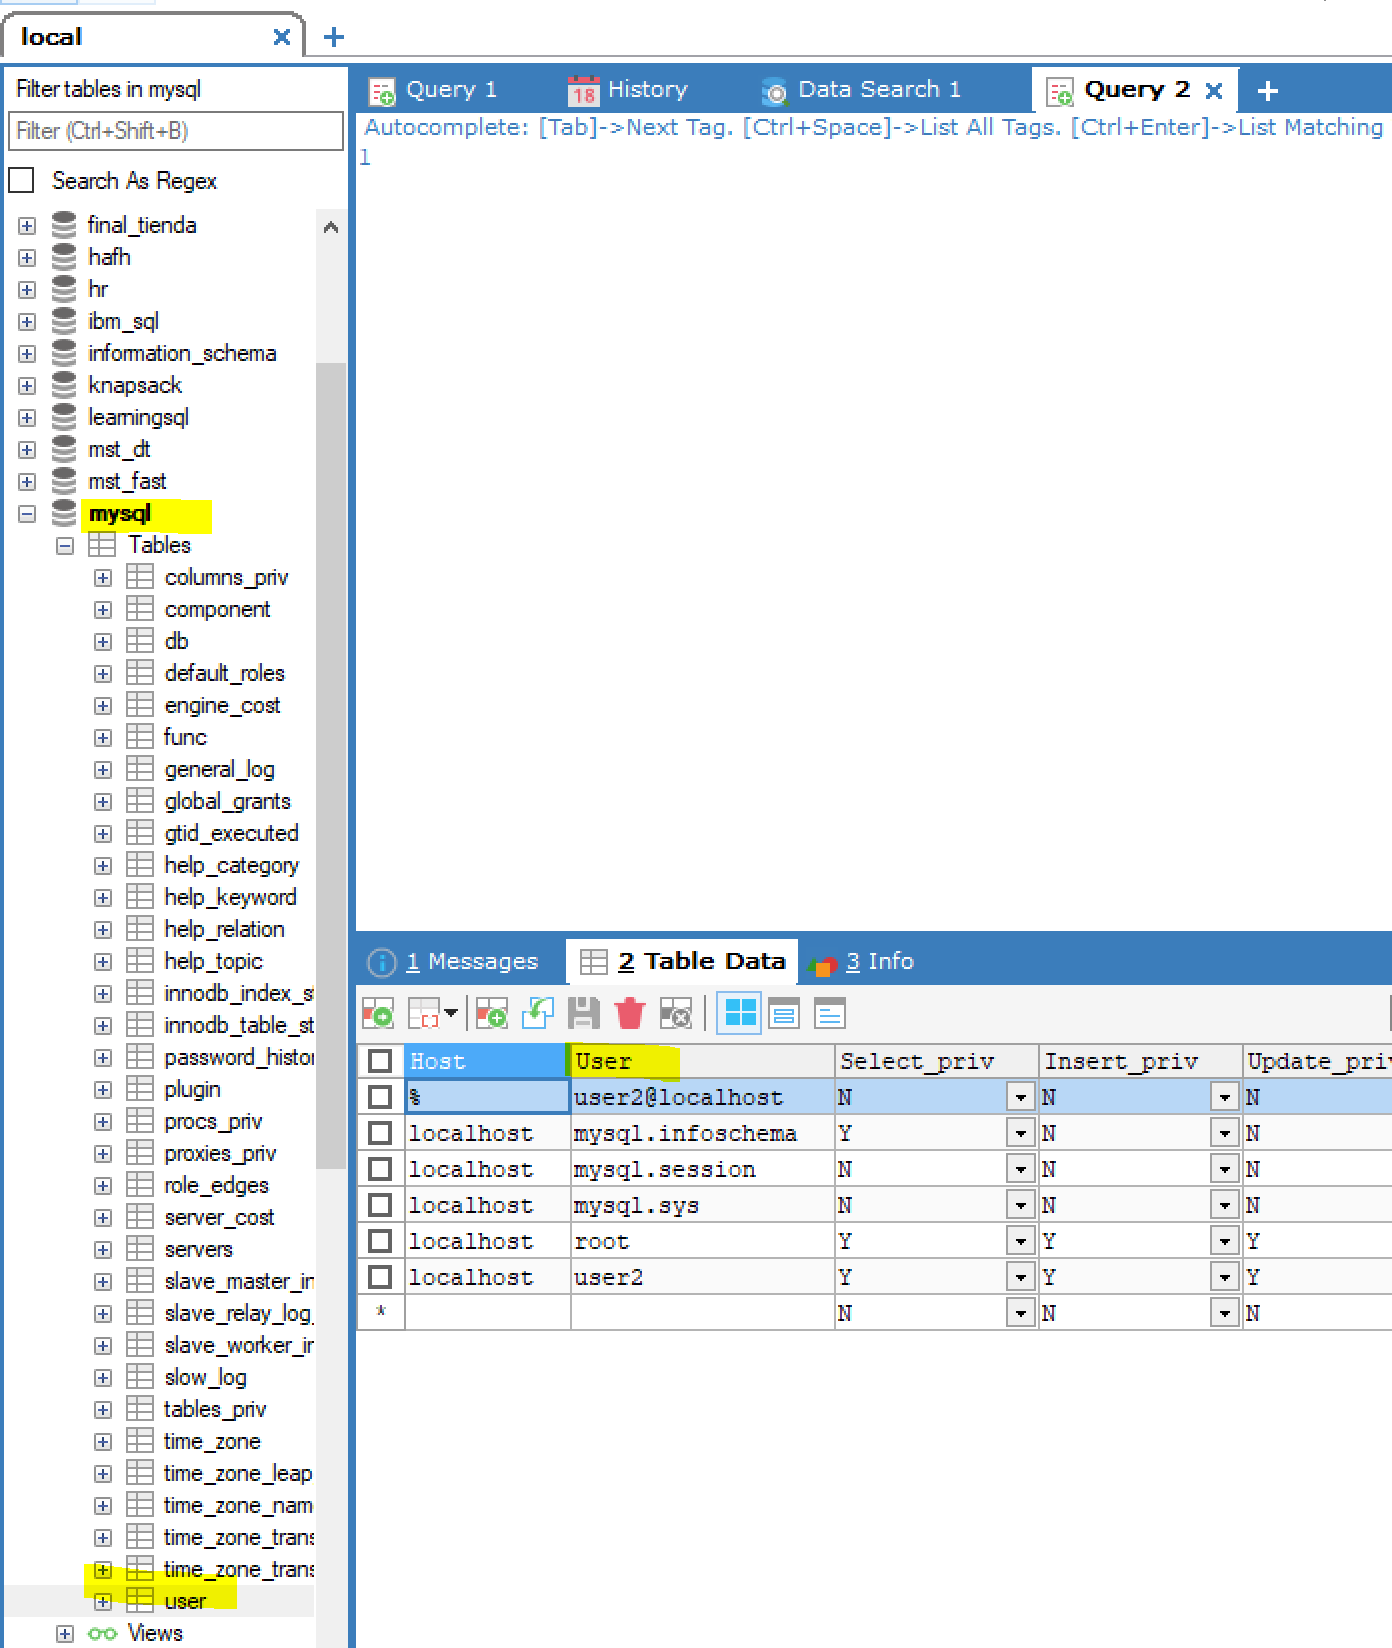 local
Filter tables in mysql
Filter (Ctrl+Shift+B)
Search As Regex
final_tienda
hafh
hr
ibm_sql
information_schema
knapsack
learningsql
mst_dt
mst_fast
mysql
Tables
columns_priv
component
db
default_roles
engine_cost
func
general_log
global_grants
gtid_executed
help_category
help_keyword
help_relation
help_topic
innodb_index_st
innodb_table_st
password_histor
plugin
procs_priv
proxies_priv
role_edges
server_cost
servers
slave_master_in
slave_relay_log_
slave_worker_in
slow_log
tables_priv
time_zone
time_zone_leap
time_zone_nam
time_zone_trans
time_zone_trans
user
Views
Query 1 18 History Data Search 1 Query 2
Autocomplete: [Tab]->Next Tag. [Ctrl+Space]->List All Tags. [Ctrl+Enter]->List Matching
1
1 Messages 2 Table Data 3 Info
Host User Select_priv Insert_priv Update_priv
% user2@localhost N N N
localhost mysql.infoschema Y N N
localhost mysql.session N N N
localhost mysql.sys N N N
localhost root Y Y Y
localhost user2 Y Y Y
* N N N